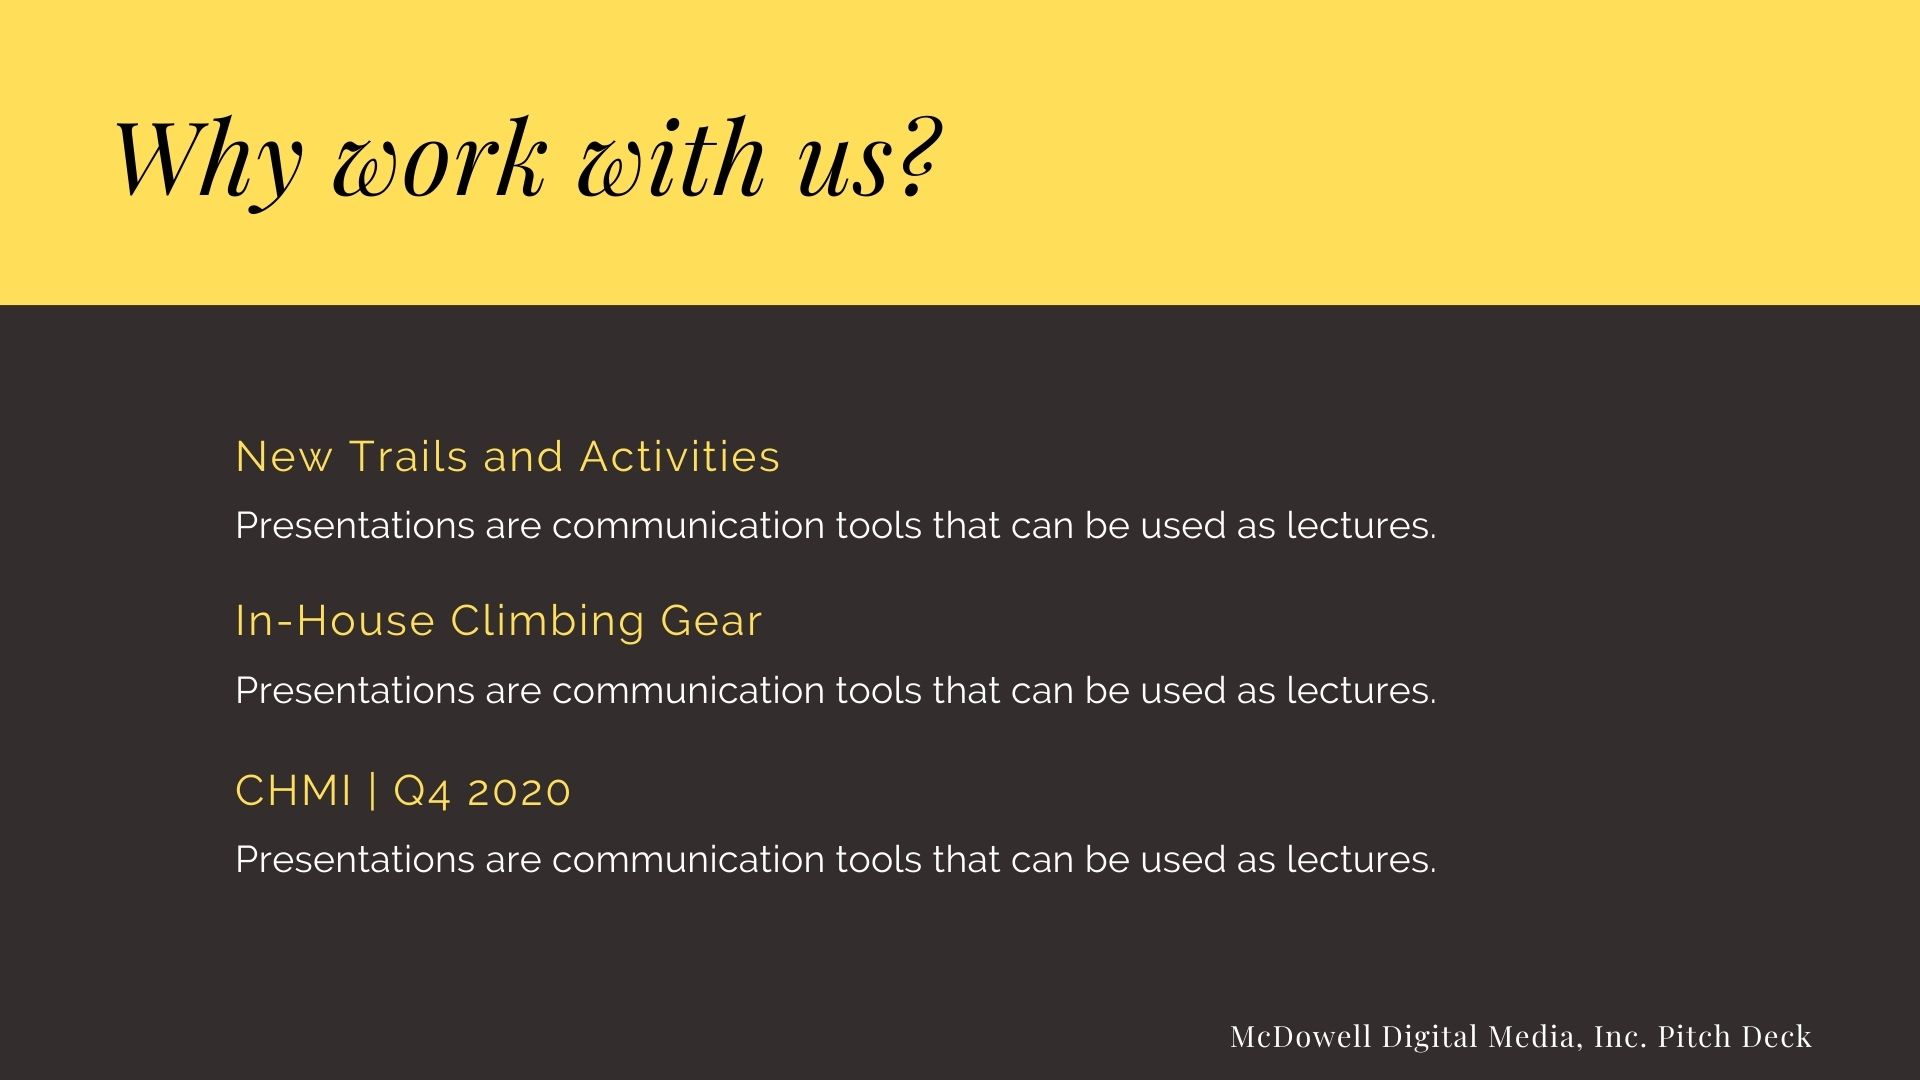 Why work with us?
New Trails and Activities
Presentations are communication tools that can be used as lectures.
In-House Climbing Gear
Presentations are communication tools that can be used as lectures.
CHMI | Q4 2020
Presentations are communication tools that can be used as lectures.
McDowell Digital Media, Inc. Pitch Deck